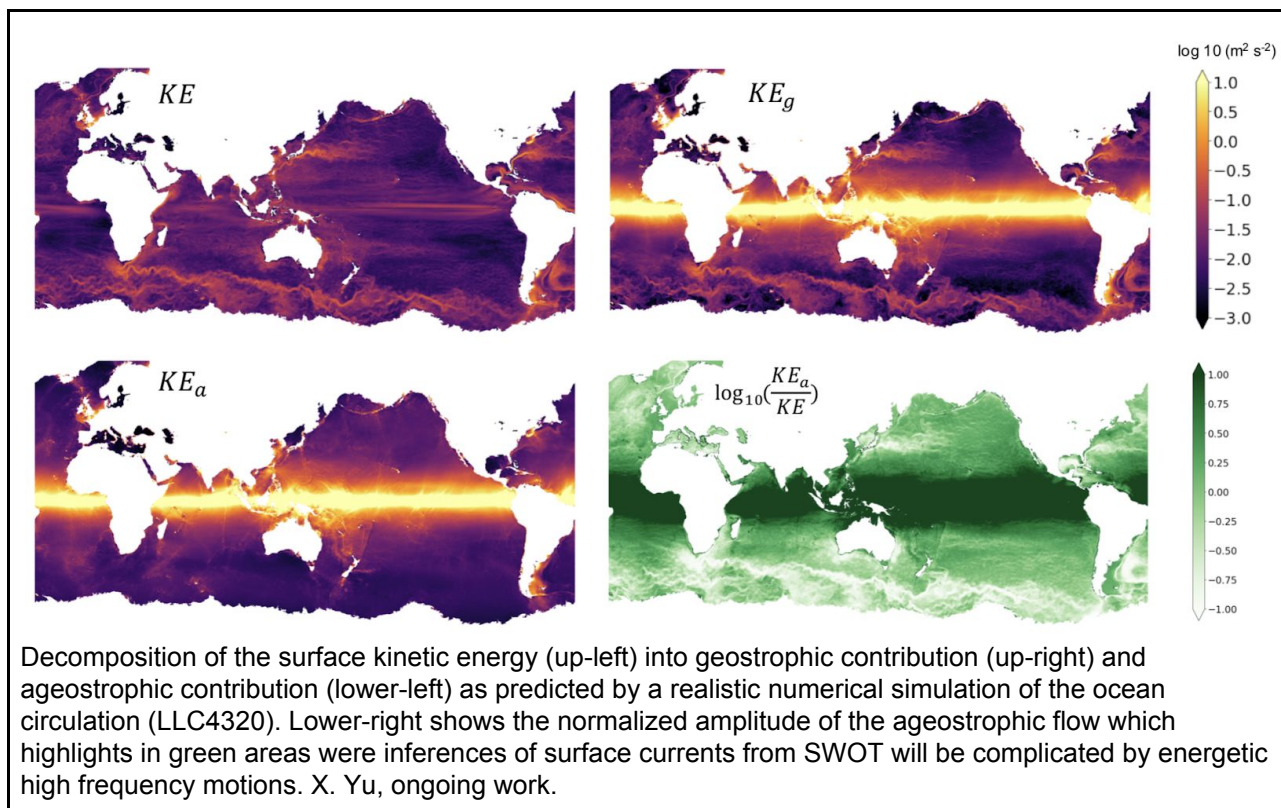 log 10 (m² s⁻²)
KE
KE_g
1.0
0.5
0.0
−0.5
−1.0
−1.5
−2.0
−2.5
−3.0
KE_a
log₁₀(KE_a/KE)
1.00
0.75
0.50
0.25
0.00
−0.25
−0.50
−0.75
−1.00
Decomposition of the surface kinetic energy (up-left) into geostrophic contribution (up-right) and
ageostrophic contribution (lower-left) as predicted by a realistic numerical simulation of the ocean
circulation (LLC4320). Lower-right shows the normalized amplitude of the ageostrophic flow which
highlights in green areas were inferences of surface currents from SWOT will be complicated by energetic
high frequency motions. X. Yu, ongoing work.